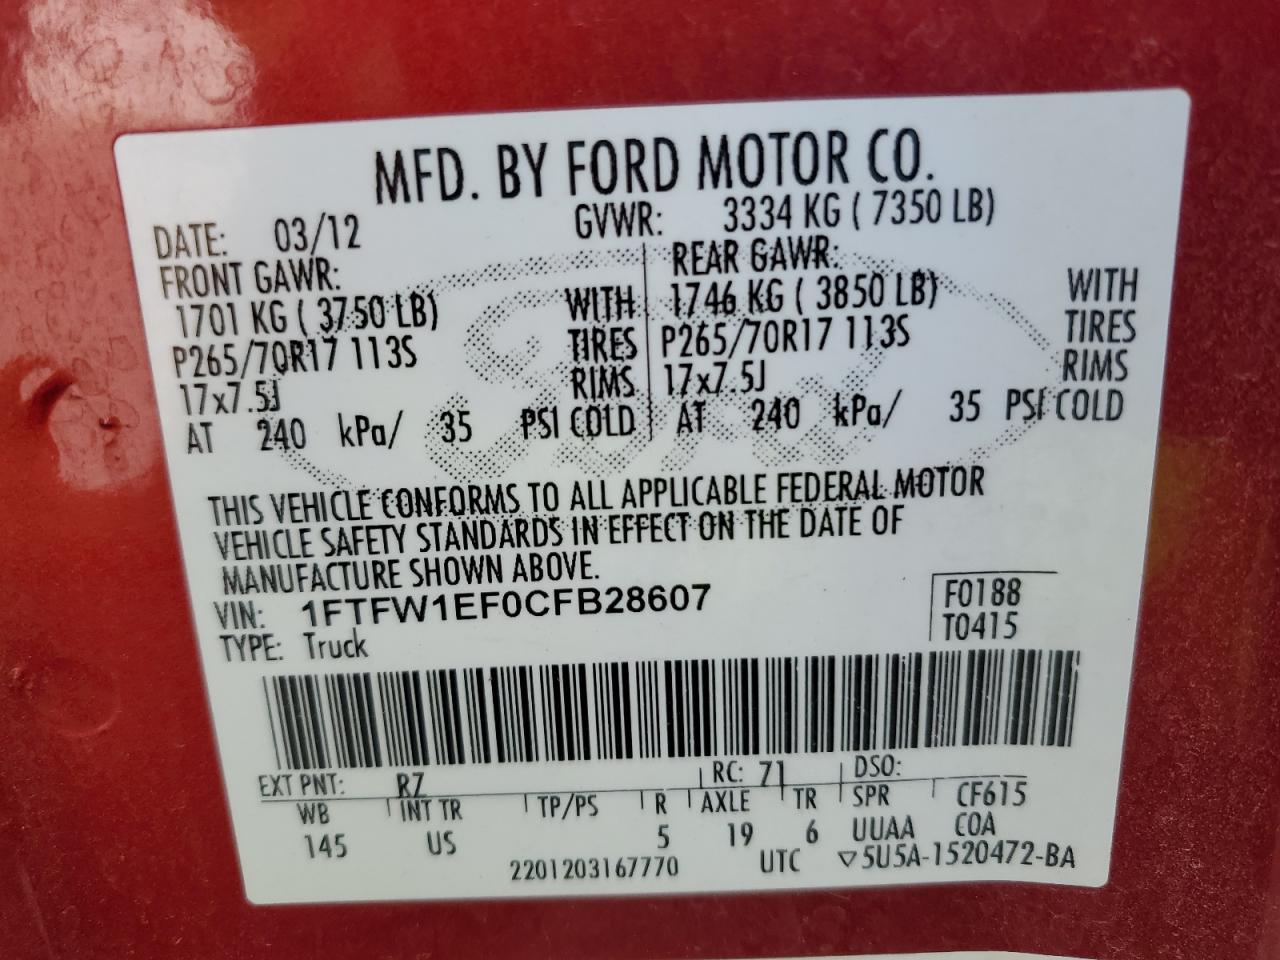 MFD. BY FORD MOTOR CO.
DATE: 03/12 GVWR: 3334 KG ( 7350 LB)
FRONT GAWR: REAR GAWR:
1701 KG ( 3750 LB) WITH 1746 KG ( 3850 LB) WITH
P265/70R17 113S TIRES P265/70R17 113S TIRES
17x7.5J RIMS 17x7.5J RIMS
AT 240 kPa/ 35 PSI COLD AT 240 kPa/ 35 PSI COLD
THIS VEHICLE CONFORMS TO ALL APPLICABLE FEDERAL MOTOR
VEHICLE SAFETY STANDARDS IN EFFECT ON THE DATE OF
MANUFACTURE SHOWN ABOVE.
VIN: 1FTFW1EF0CFB28607 F0188
TYPE: Truck T0415
EXT PNT: RZ RC: 71 DSO:
WB INT TR TP/PS R AXLE TR SPR CF615
145 US 5 19 6 UUAA COA
2201203167770 UTC ▽5U5A-1520472-BA